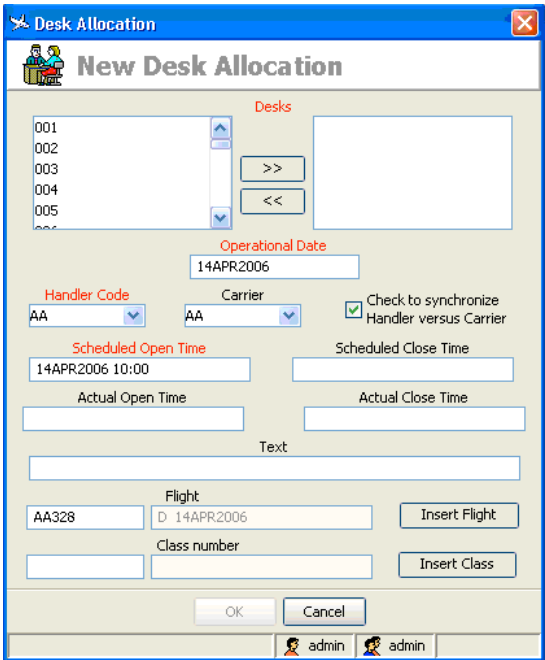 Desk Allocation
New Desk Allocation
Desks
001
002
003
004
005
>>
<<
Operational Date
14APR2006
Handler Code
Carrier
AA
AA
Check to synchronize
Handler versus Carrier
Scheduled Open Time
Scheduled Close Time
14APR2006 10:00
Actual Open Time
Actual Close Time
Text
Flight
AA328
D 14APR2006
Insert Flight
Class number
Insert Class
OK
Cancel
admin
admin